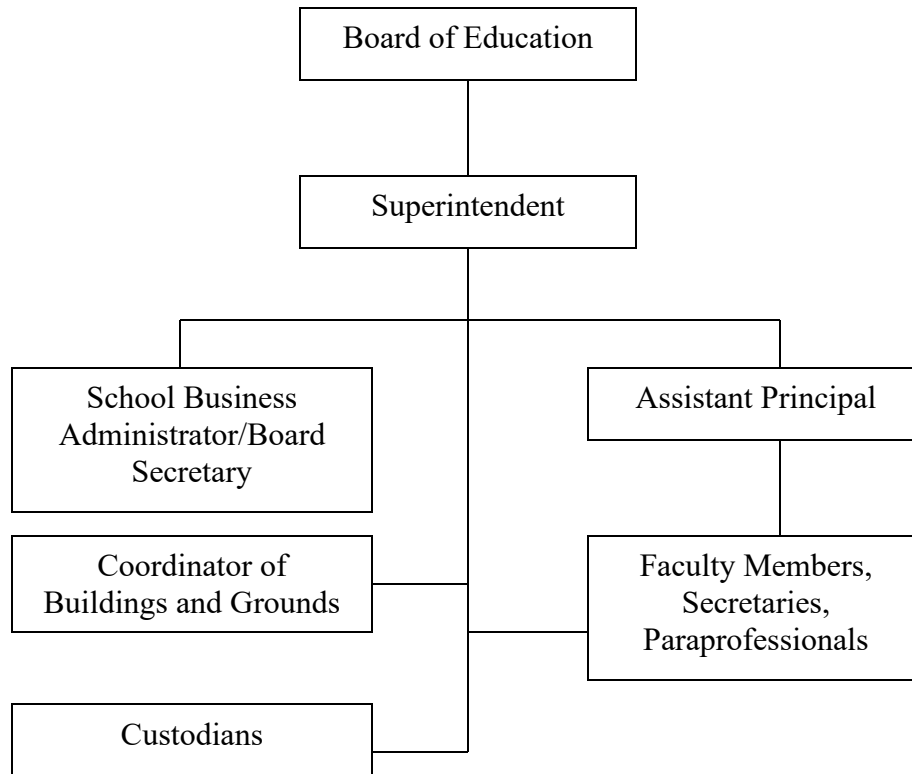 Board of Education
Superintendent
School Business
Administrator/Board
Secretary
Assistant Principal
Coordinator of
Buildings and Grounds
Faculty Members,
Secretaries,
Paraprofessionals
Custodians